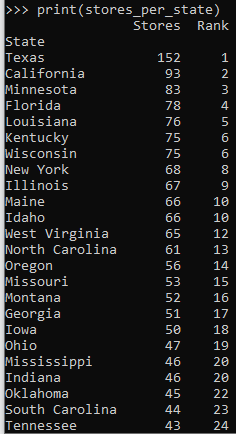 >>> print(stores_per_state)
Stores Rank
State
Texas 152 1
California 93 2
Minnesota 83 3
Florida 78 4
Louisiana 76 5
Kentucky 75 6
Wisconsin 75 6
New York 68 8
Illinois 67 9
Maine 66 10
Idaho 66 10
West Virginia 65 12
North Carolina 61 13
Oregon 56 14
Missouri 53 15
Montana 52 16
Georgia 51 17
Iowa 50 18
Ohio 47 19
Mississippi 46 20
Indiana 46 20
Oklahoma 45 22
South Carolina 44 23
Tennessee 43 24